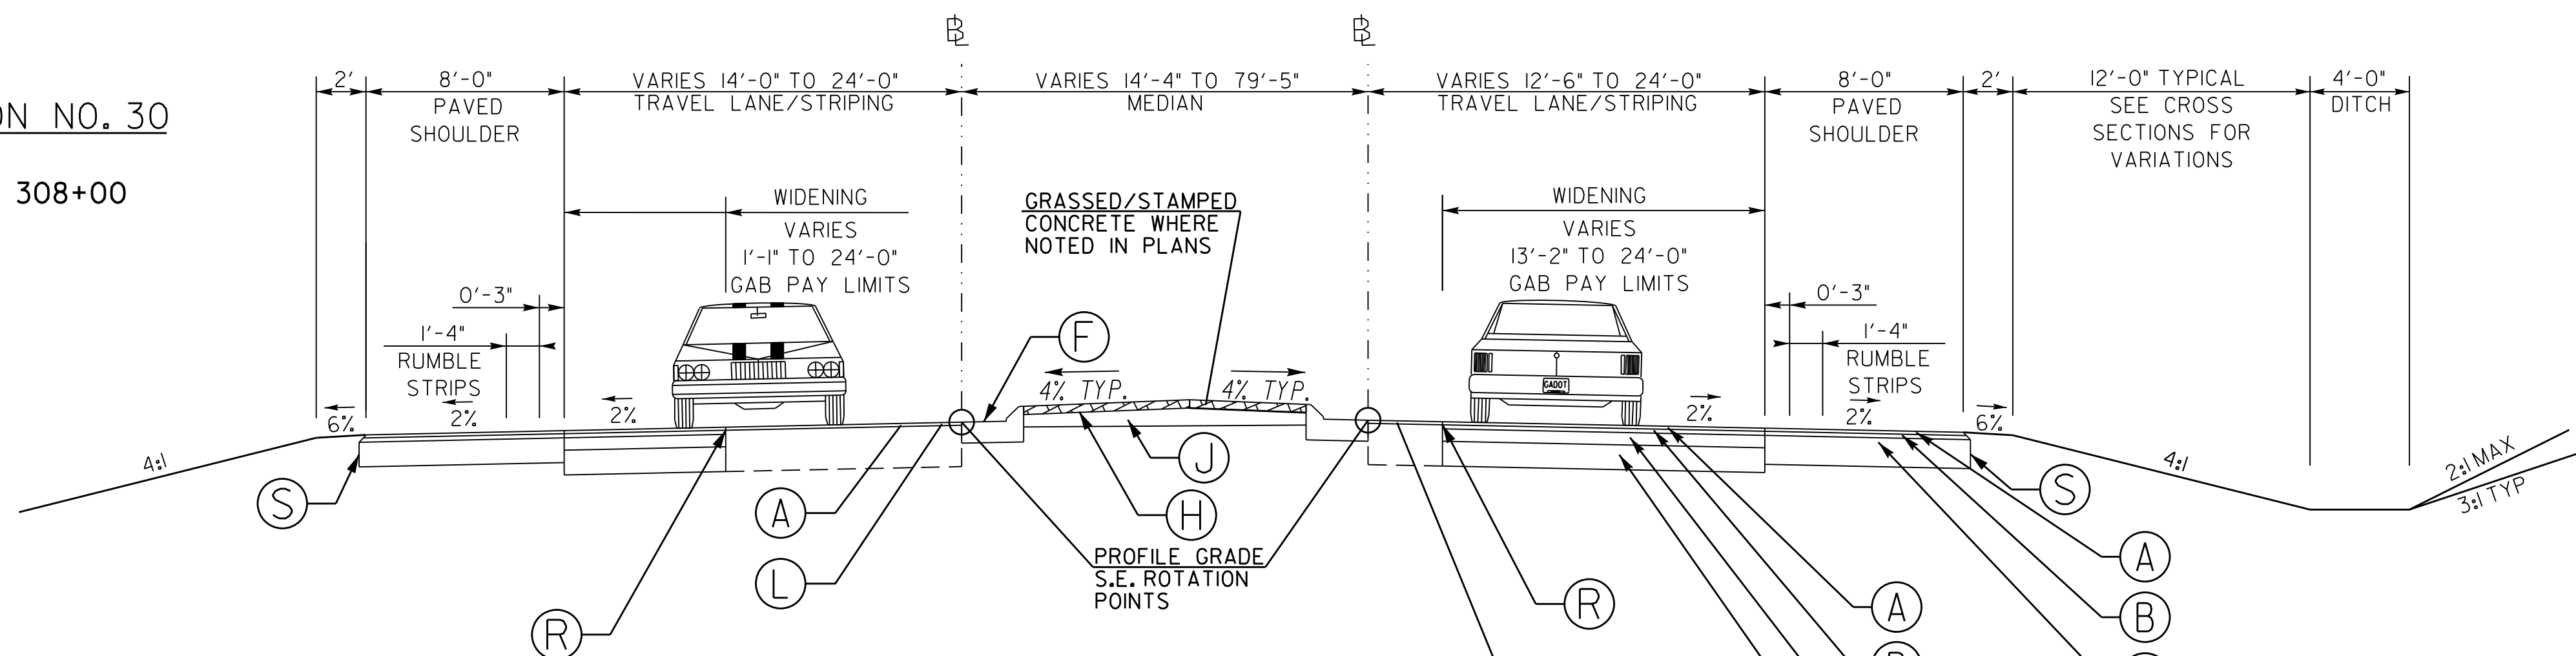 ON NO. 30
308+00
2'
8'-0"
PAVED
SHOULDER
VARIES 14'-0" TO 24'-0"
TRAVEL LANE/STRIPING
BL
VARIES 14'-4" TO 79'-5"
MEDIAN
BL
VARIES 12'-6" TO 24'-0"
TRAVEL LANE/STRIPING
8'-0"
PAVED
SHOULDER
2'
12'-0" TYPICAL
SEE CROSS
SECTIONS FOR
VARIATIONS
4'-0"
DITCH
WIDENING
VARIES
1'-1" TO 24'-0"
GAB PAY LIMITS
GRASSED/STAMPED
CONCRETE WHERE
NOTED IN PLANS
WIDENING
VARIES
13'-2" TO 24'-0"
GAB PAY LIMITS
0'-3"
1'-4"
RUMBLE
STRIPS
0'-3"
1'-4"
RUMBLE
STRIPS
F
4% TYP.
4% TYP.
GADOT
6%
2%
2%
2%
2%
6%
4:1
4:1
2:1 MAX
3:1 TYP
S
A
L
R
J
H
PROFILE GRADE
S.E. ROTATION
POINTS
R
S
A
A
B